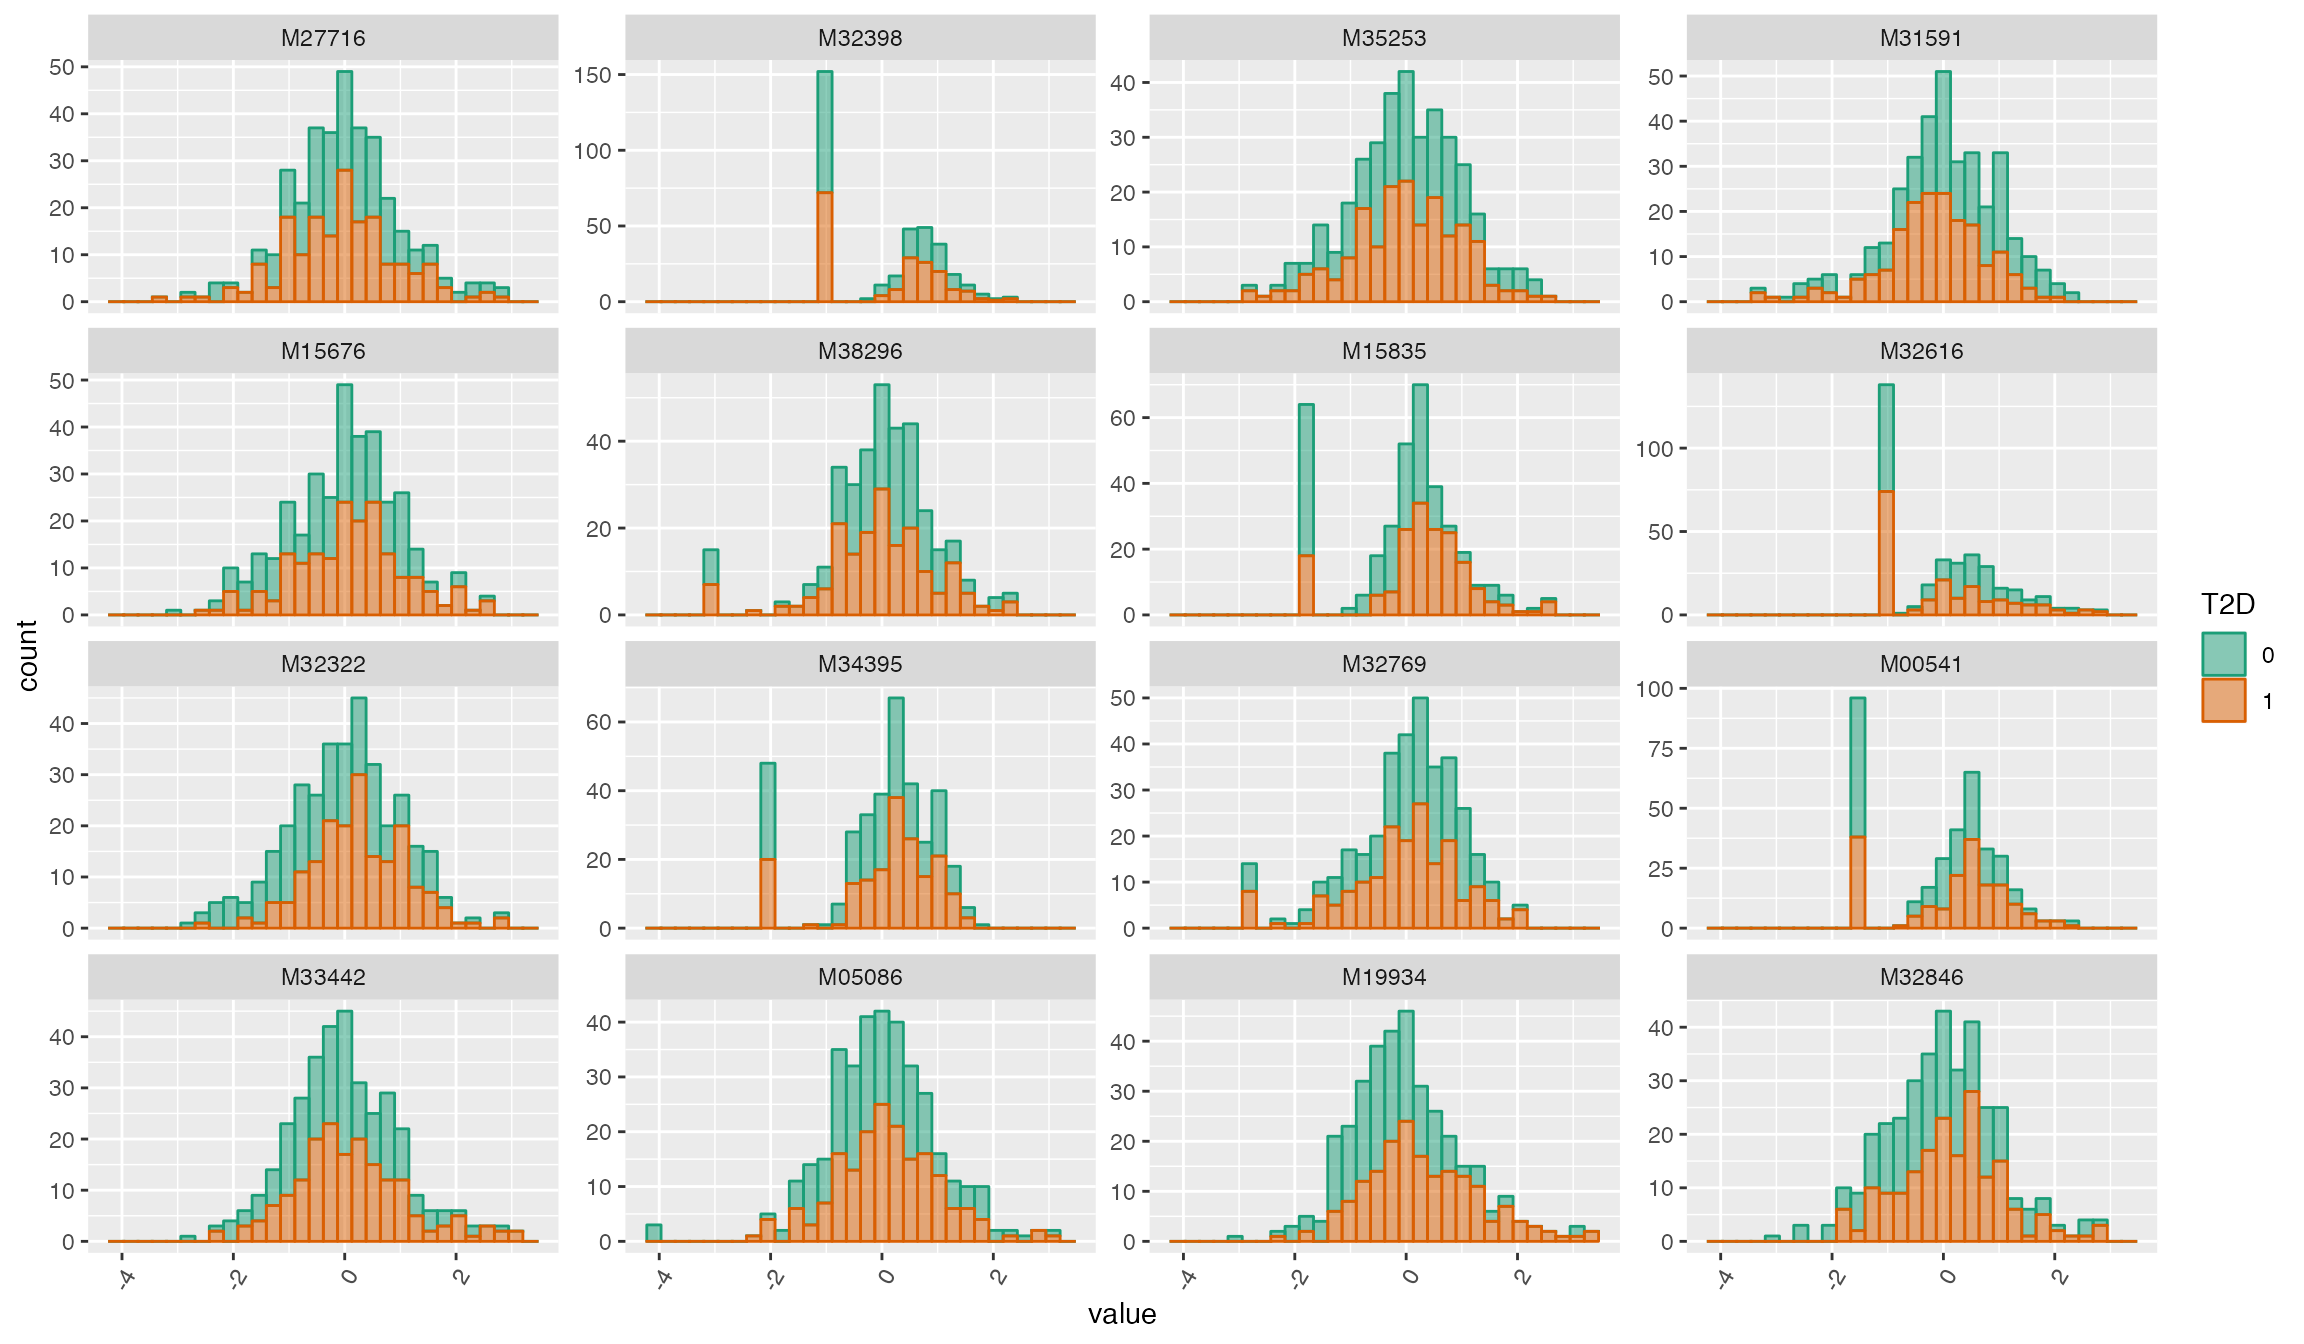 M27716 M32398 M35253 M31591
50 40 30 20 10 0
150 100 50 0
40 30 20 10 0
50 40 30 20 10 0
M15676 M38296 M15835 M32616
50 40 30 20 10 0
40 20 0
60 40 20 0
100 50 0
M32322 M34395 M32769 M00541
40 30 20 10 0
60 40 20 0
50 40 30 20 10 0
100 75 50 25 0
M33442 M05086 M19934 M32846
40 30 20 10 0
40 30 20 10 0
40 30 20 10 0
40 30 20 10 0
-4 -2 0 2 -4 -2 0 2 -4 -2 0 2 -4 -2 0 2
value
count
T2D
0
1